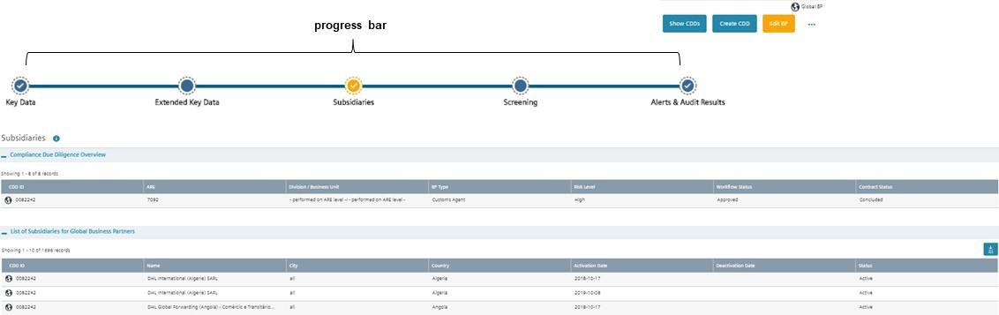 Global BP
Show CDDs Create CDD Edit BP ...
progress bar
Key Data Extended Key Data Subsidiaries Screening Alerts & Audit Results
Subsidiaries
Compliance Due Diligence Overview
Showing 1 - 8 of 8 records
CDD ID ARE Division / Business Unit BP Type Risk Level Workflow Status Contract Status
0082242 7092 - performed on ARE level -/ - performed on ARE level - Customs Agent High Approved Concluded
List of Subsidiaries for Global Business Partners
Showing 1 - 10 of 1696 records
CDD ID Name City Country Activation Date Deactivation Date Status
0082242 DHL International (Algerie) SARL all Algeria 2018-10-17 Active
0082242 DHL International (Algerie) SARL all Algeria 2019-10-08 Active
0082242 DHL Global Forwarding (Angola) - Comércio e Transitário... all Angola 2018-10-17 Active